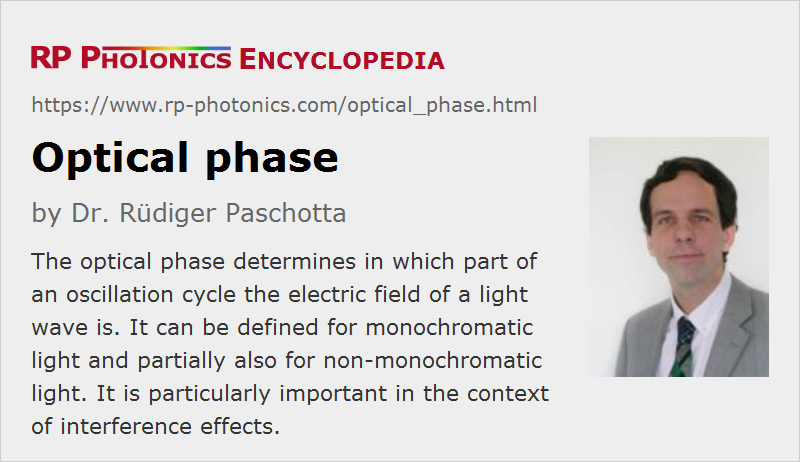 RP PHOTONICS ENCYCLOPEDIA
https://www.rp-photonics.com/optical_phase.html
Optical phase
by Dr. Rüdiger Paschotta
The optical phase determines in which part of
an oscillation cycle the electric field of a light
wave is. It can be defined for monochromatic
light and partially also for non-monochromatic
light. It is particularly important in the context
of interference effects.